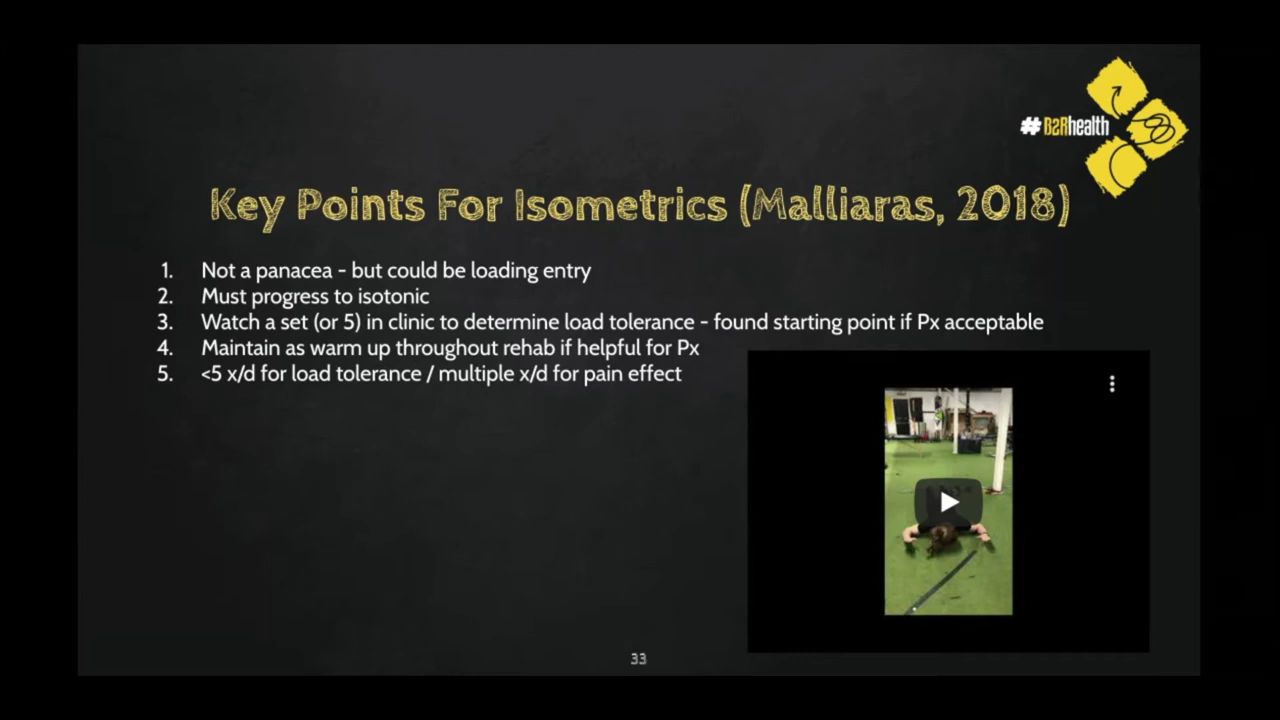 #B2Rhealth
Key Points For Isometrics (Malliaras, 2018)
1. Not a panacea - but could be loading entry
2. Must progress to isotonic
3. Watch a set (or 5) in clinic to determine load tolerance - found starting point if Px acceptable
4. Maintain as warm up throughout rehab if helpful for Px
5. <5 x/d for load tolerance / multiple x/d for pain effect
33